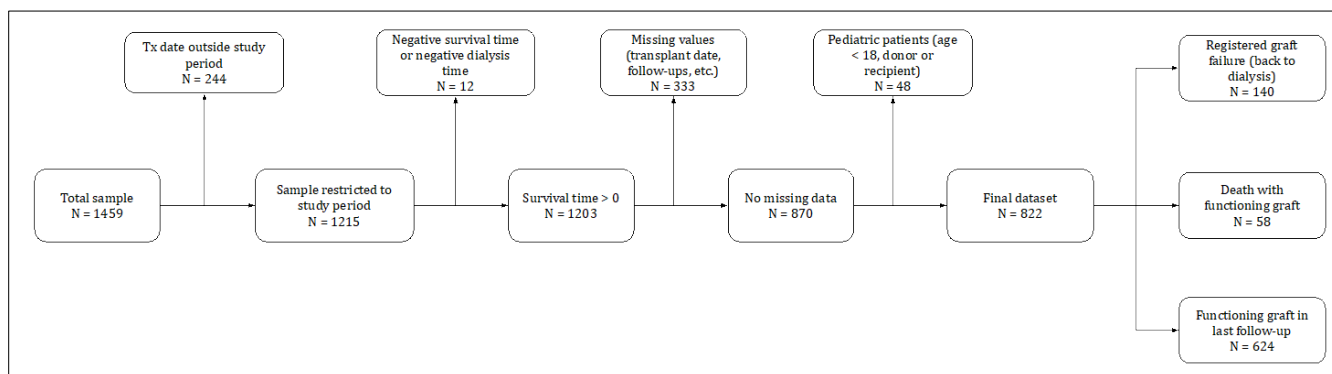 Tx date outside study
period
N = 244
Negative survival time
or negative dialysis
time
N = 12
Missing values
(transplant date,
follow-ups, etc.)
N = 333
Pediatric patients (age
< 18, donor or
recipient)
N = 48
Registered graft
failure (back to
dialysis)
N = 140
Total sample
N = 1459
Sample restricted to
study period
N = 1215
Survival time > 0
N = 1203
No missing data
N = 870
Final dataset
N = 822
Death with
functioning graft
N = 58
Functioning graft in
last follow-up
N = 624